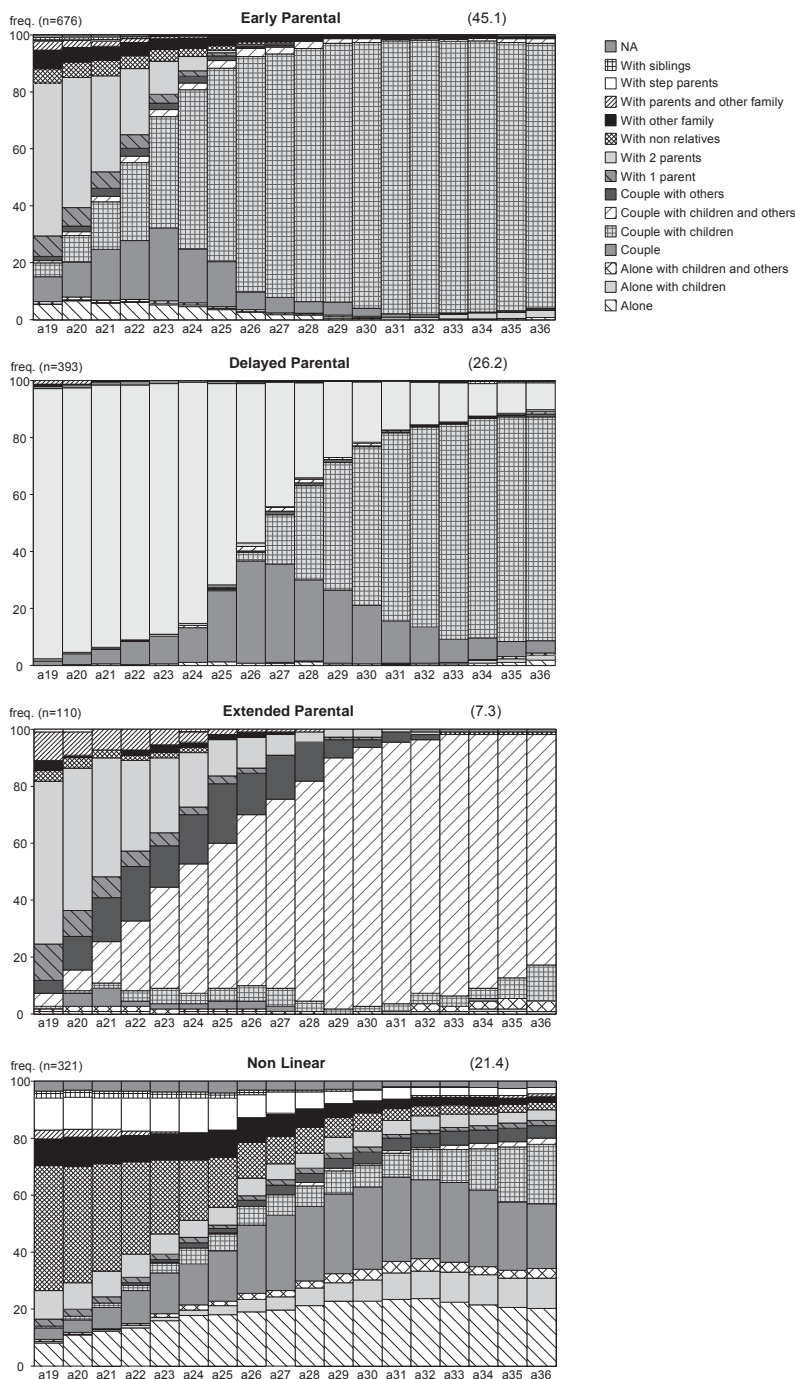 freq. (n=676) Early Parental (45.1)
100
80
60
40
20
0
a19 a20 a21 a22 a23 a24 a25 a26 a27 a28 a29 a30 a31 a32 a33 a34 a35 a36
NA
With siblings
With step parents
With parents and other family
With other family
With non relatives
With 2 parents
With 1 parent
Couple with others
Couple with children and others
Couple with children
Couple
Alone with children and others
Alone with children
Alone
freq. (n=393) Delayed Parental (26.2)
100
80
60
40
20
0
a19 a20 a21 a22 a23 a24 a25 a26 a27 a28 a29 a30 a31 a32 a33 a34 a35 a36
freq. (n=110) Extended Parental (7.3)
100
80
60
40
20
0
a19 a20 a21 a22 a23 a24 a25 a26 a27 a28 a29 a30 a31 a32 a33 a34 a35 a36
freq. (n=321) Non Linear (21.4)
100
80
60
40
20
0
a19 a20 a21 a22 a23 a24 a25 a26 a27 a28 a29 a30 a31 a32 a33 a34 a35 a36